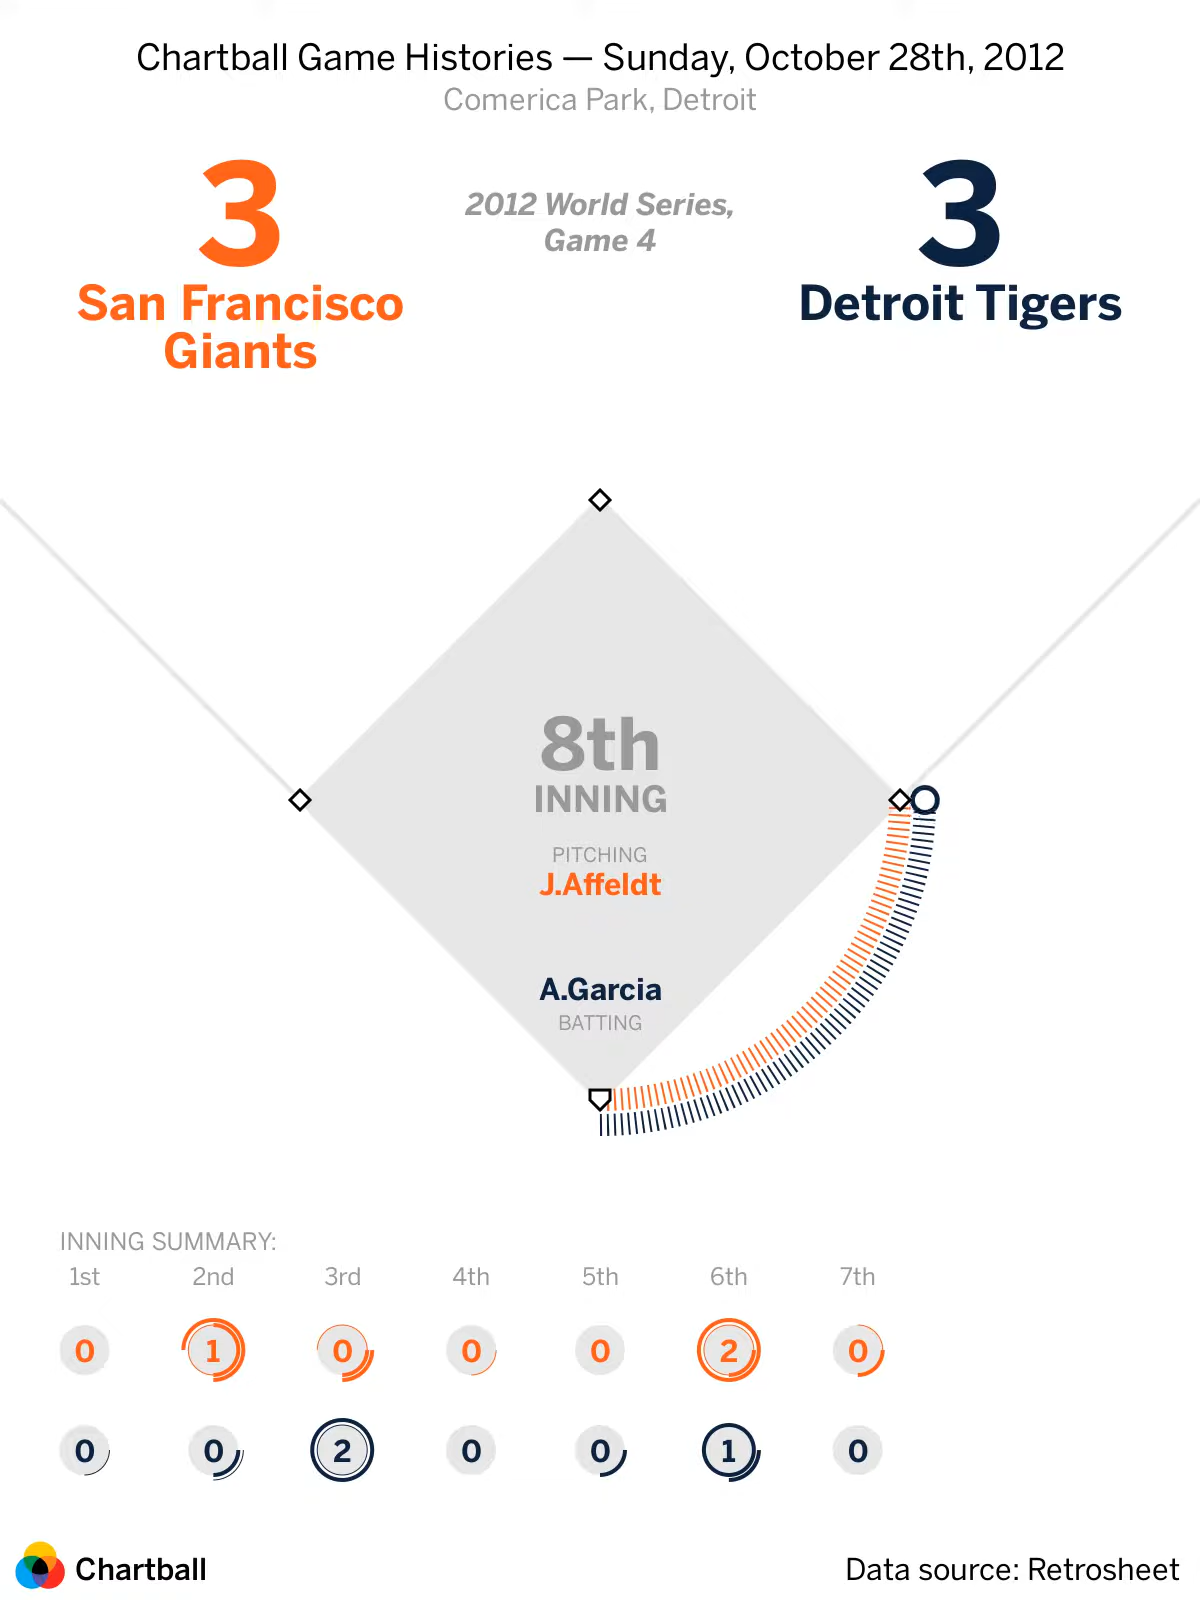 Chartball Game Histories — Sunday, October 28th, 2012
Comerica Park, Detroit
3
San Francisco
Giants
2012 World Series,
Game 4
3
Detroit Tigers
8th
INNING
PITCHING
J.Affeldt
A.Garcia
BATTING
INNING SUMMARY:
1st 2nd 3rd 4th 5th 6th 7th
0 1 0 0 0 2 0
0 0 2 0 0 1 0
Chartball
Data source: Retrosheet